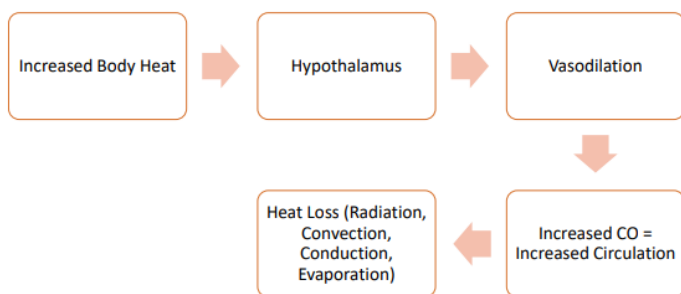 Increased Body Heat
Hypothalamus
Vasodilation
Increased CO =
Increased Circulation
Heat Loss (Radiation,
Convection,
Conduction,
Evaporation)